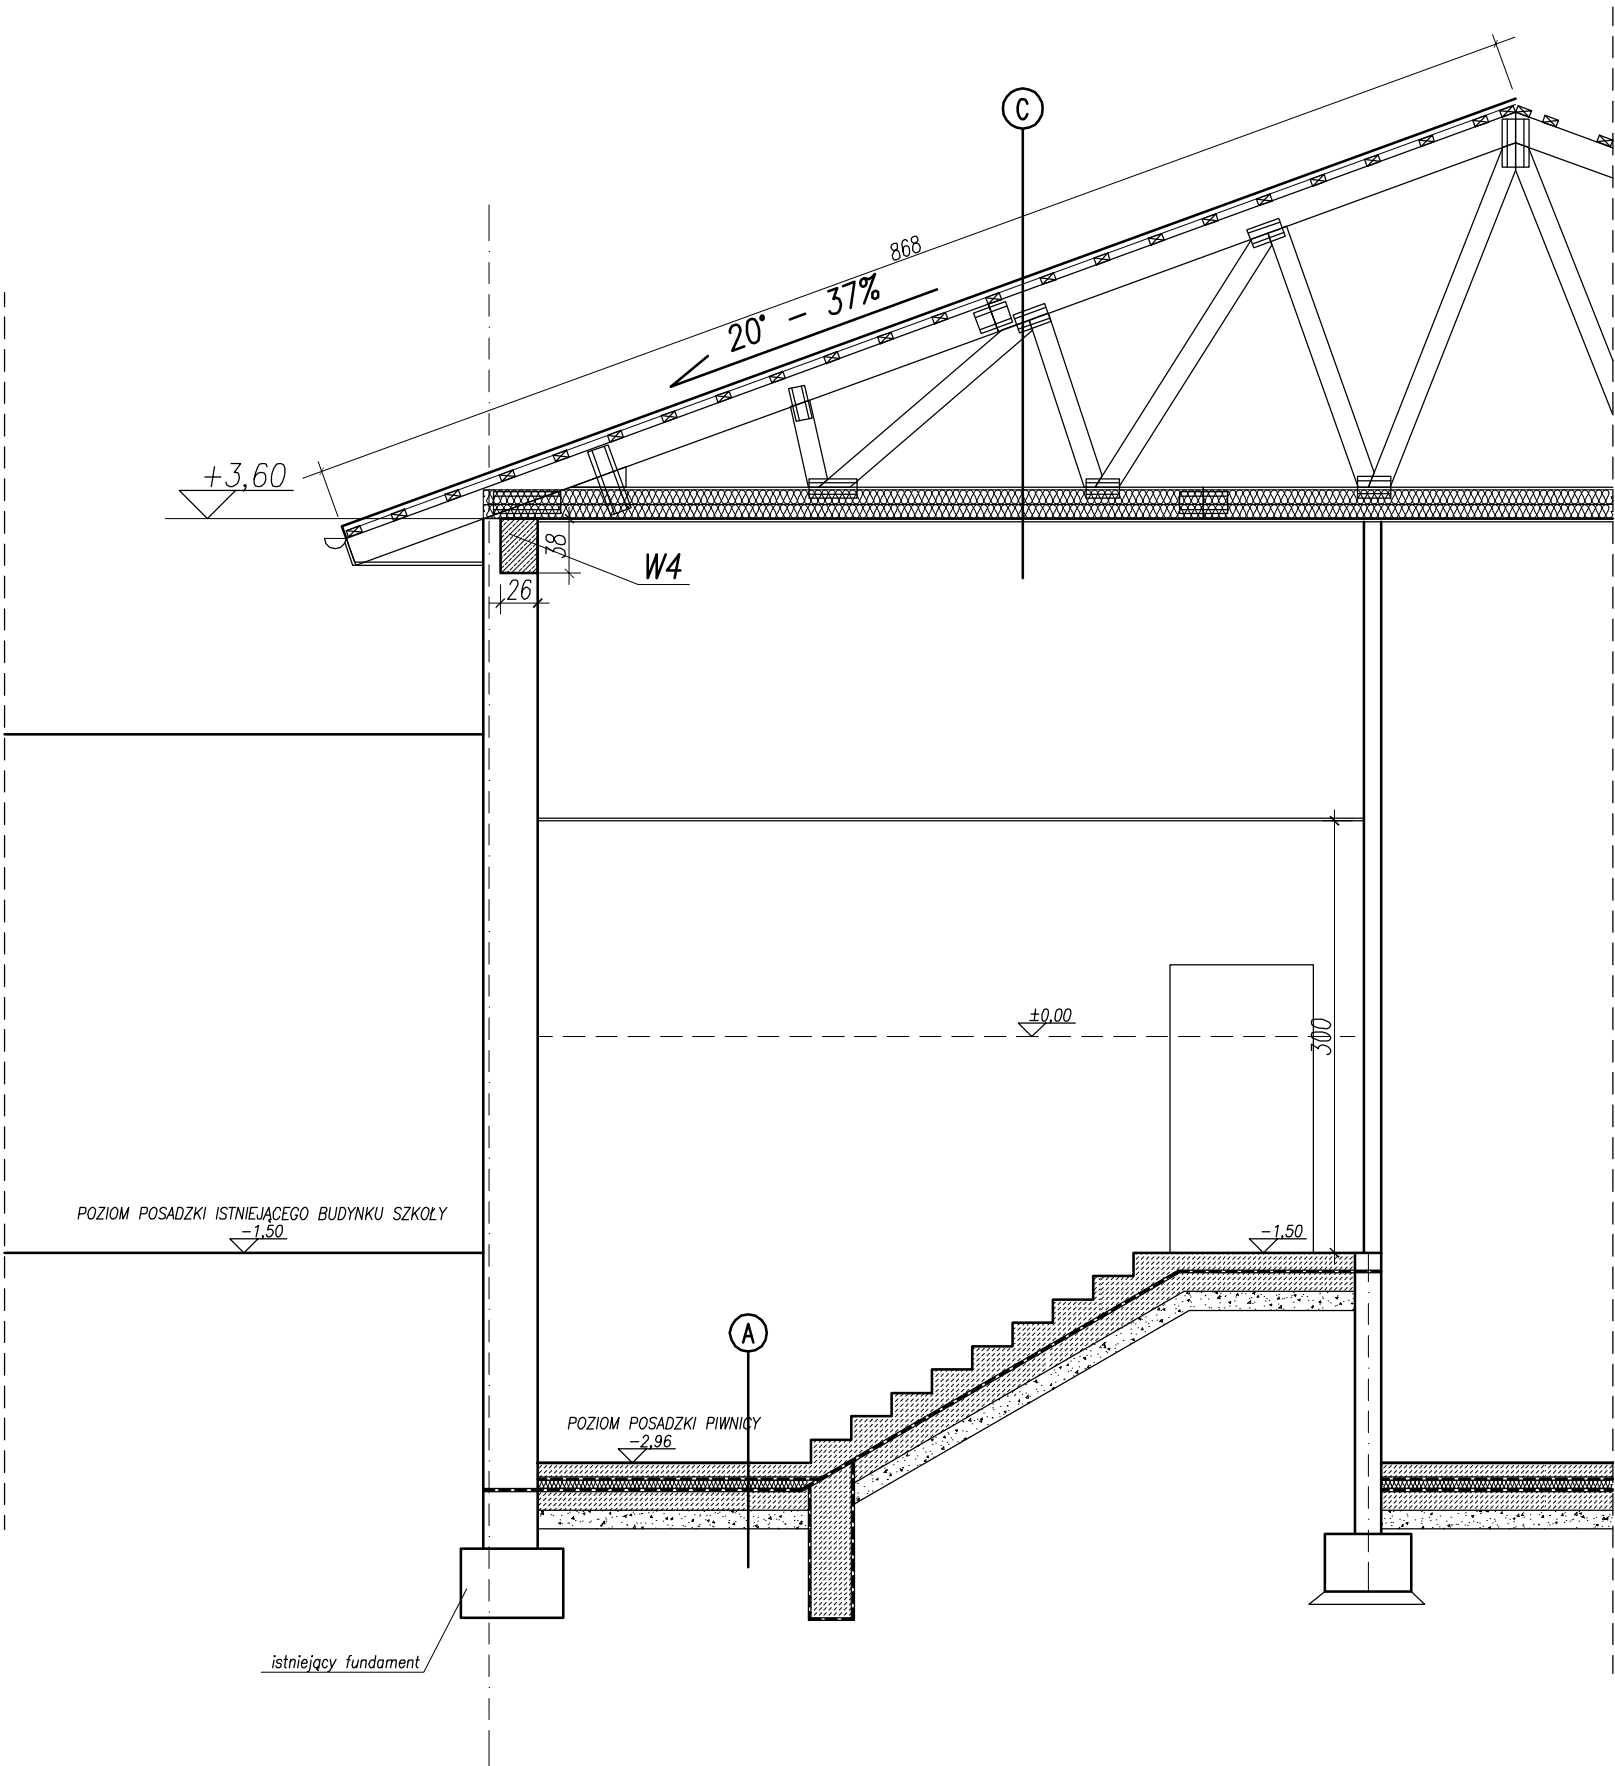 C
868
20° - 37%
+3,60
38
W4
26
±0,00
300
POZIOM POSADZKI ISTNIEJĄCEGO BUDYNKU SZKOŁY
-1,50
-1,50
A
POZIOM POSADZKI PIWNICY
-2,96
istniejący fundament